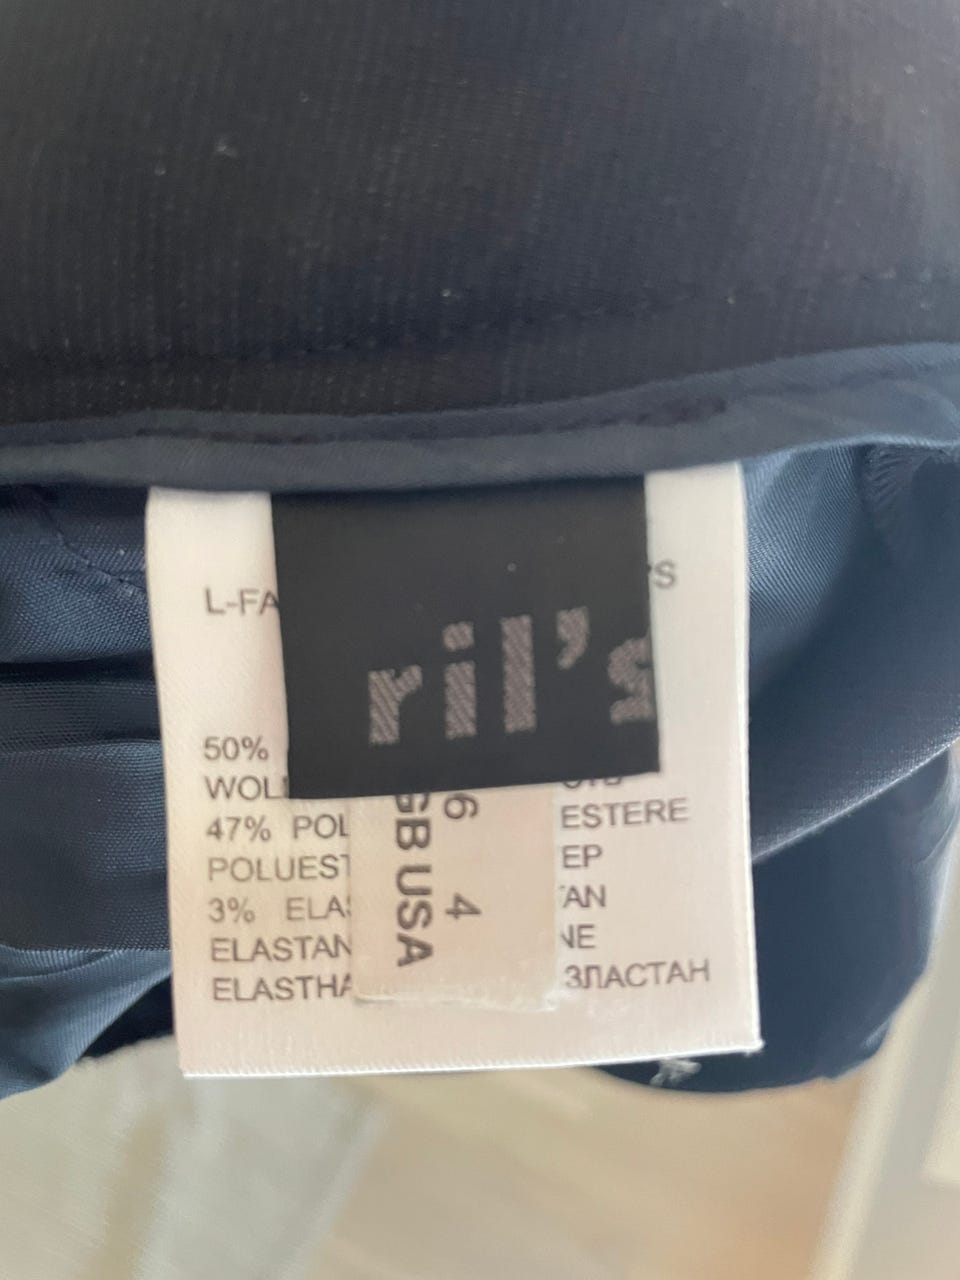 L-FA
's
ril's
50%
WOL
47% POL
ESTERE
POLUEST
EP
3% ELAS
TAN
ELASTAN
NE
ELASTHA
ЭЛАСТАН
6 4
GB USA